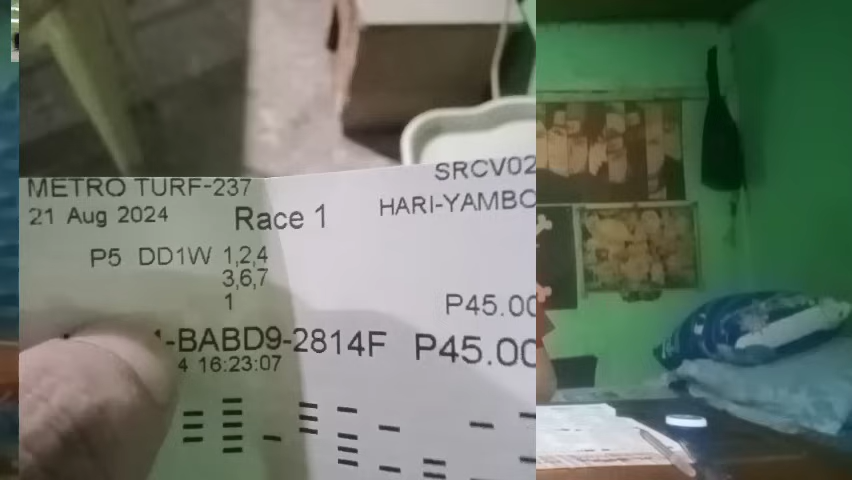 METRO TURF-237
SRCV02
21 Aug 2024 Race 1 HARI-YAMBO
P5 DD1W 1,2,4
3,6,7
1 P45.00
-BABD9-2814F P45.00
4 16:23:07